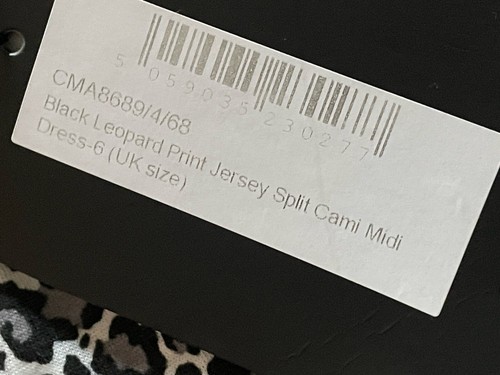 5 059035 230277
CMA8689/4/68
Black Leopard Print Jersey Split Cami Midi
Dress-6 (UK size)